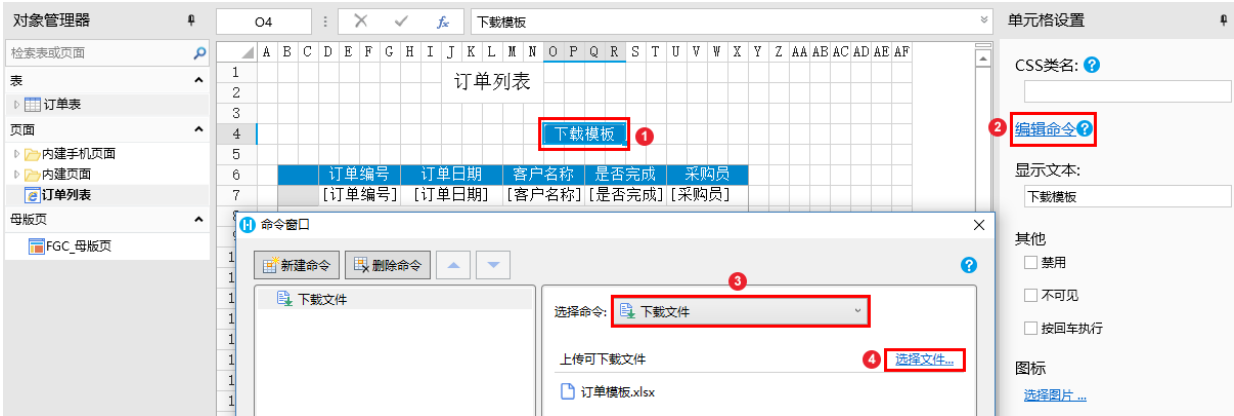 对象管理器
检索表或页面
表
订单表
页面
内建手机页面
内建页面
订单列表
母版页
FGC_母版页
O4
fx
下载模板
A B C D E F G H I J K L M N O P Q R S T U V W X Y Z AA AB AC AD AE AF
1
2
3
4
5
6
7
订单列表
下载模板 1
订单编号 订单日期 客户名称 是否完成 采购员
[订单编号] [订单日期] [客户名称] [是否完成] [采购员]
命令窗口
新建命令 删除命令
下载文件
3
选择命令: 下载文件
上传可下载文件 4 选择文件...
订单模板.xlsx
单元格设置
CSS类名: ?
2 编辑命令 ?
显示文本:
下载模板
其他
禁用
不可见
按回车执行
图标
选择图片 ...